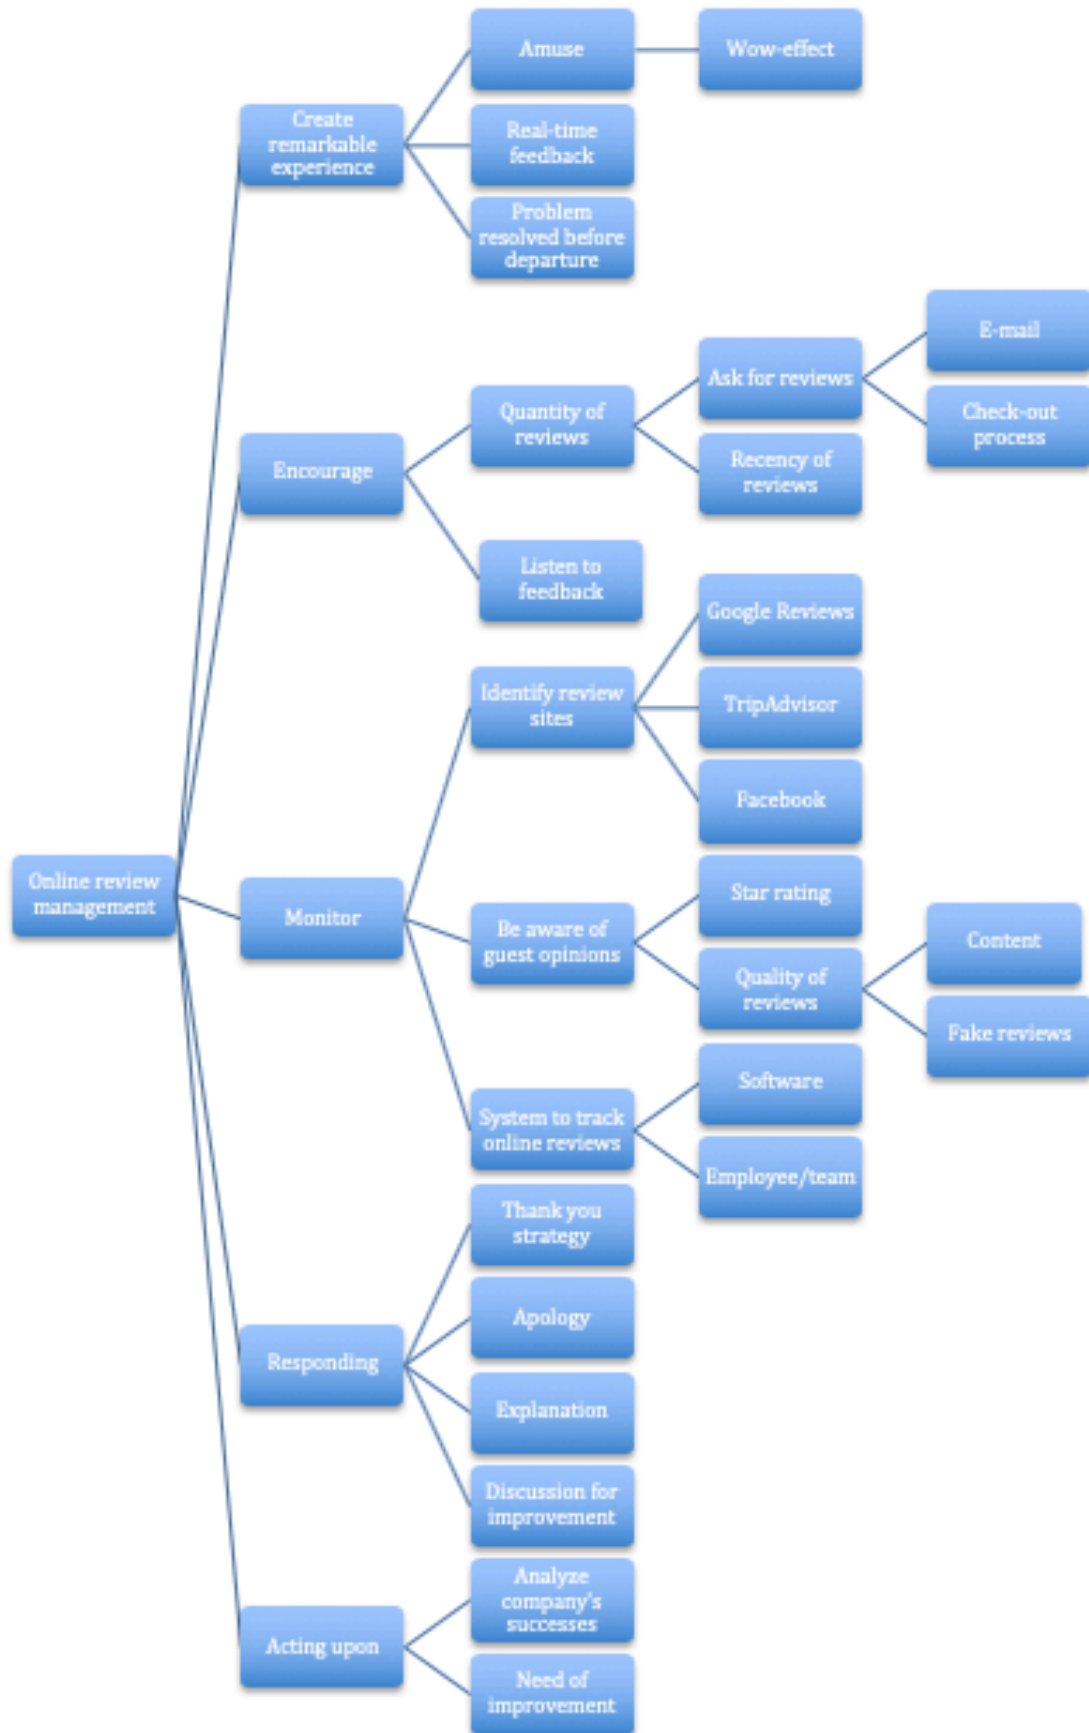 Amuse
Wow-effect
Create
remarkable
experience
Real-time
feedback
Problem
resolved before
departure
E-mail
Ask for reviews
Quantity of
reviews
Check-out
process
Encourage
Recency of
reviews
Listen to
feedback
Google Reviews
Identify review
sites
TripAdvisor
Facebook
Online review
management
Monitor
Star rating
Be aware of
guest opinions
Content
Quality of
reviews
Fake reviews
Software
System to track
online reviews
Employee/team
Thank you
strategy
Apology
Responding
Explanation
Discussion for
improvement
Analyze
company's
successes
Acting upon
Need of
improvement